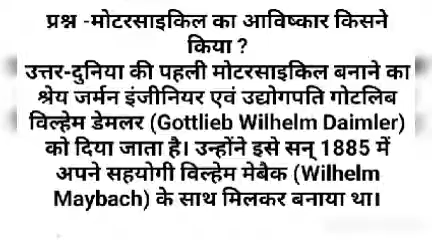 प्रश्न -मोटरसाइकिल का आविष्कार किसने
किया ?
उत्तर-दुनिया की पहली मोटरसाइकिल बनाने का
श्रेय जर्मन इंजीनियर एवं उद्योगपति गोटलिब
विल्हेम डेमलर (Gottlieb Wilhelm Daimler)
को दिया जाता है। उन्होंने इसे सन् 1885 में
अपने सहयोगी विल्हेम मेबैक (Wilhelm
Maybach) के साथ मिलकर बनाया था।